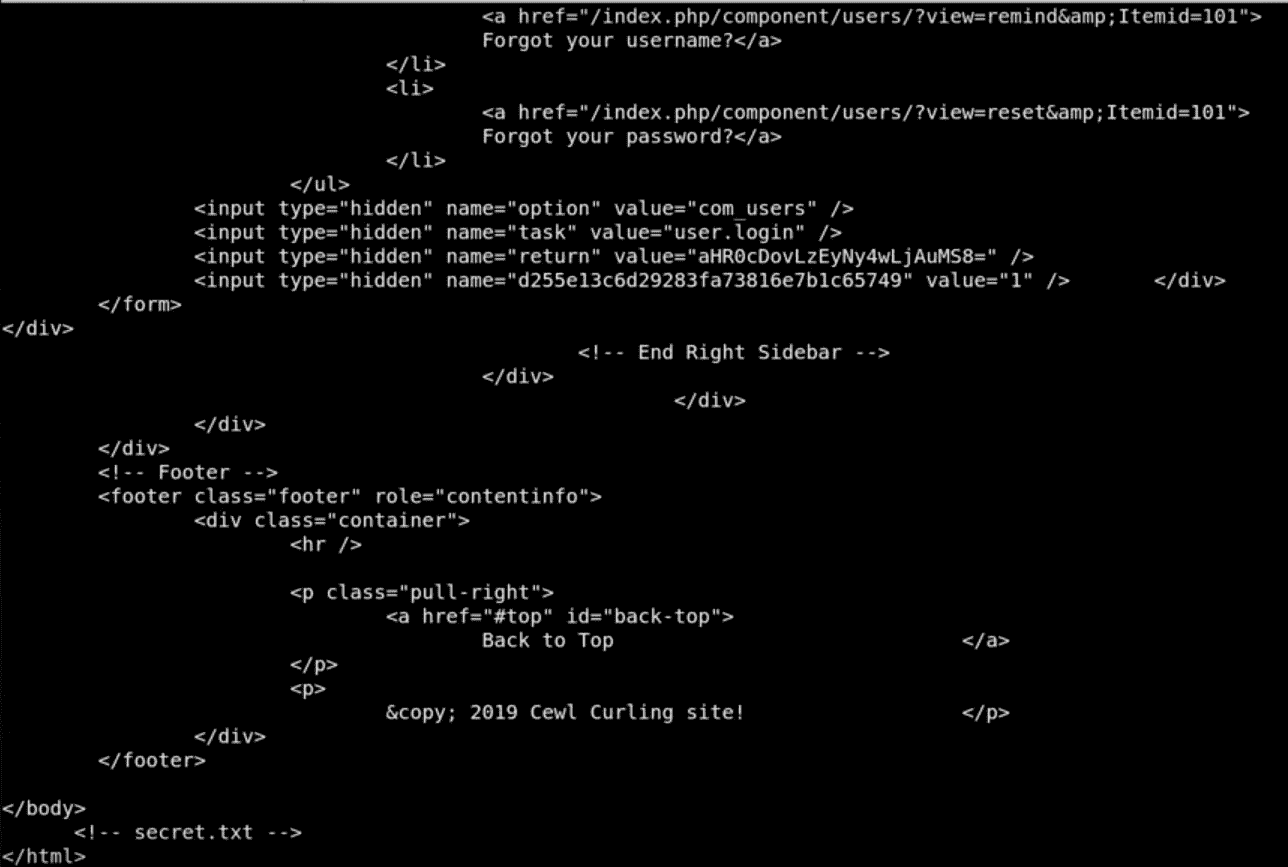 <a href="/index.php/component/users/?view=remind&amp;Itemid=101">
Forgot your username?</a>
</li>
<li>
<a href="/index.php/component/users/?view=reset&amp;Itemid=101">
Forgot your password?</a>
</li>
</ul>
<input type="hidden" name="option" value="com_users" />
<input type="hidden" name="task" value="user.login" />
<input type="hidden" name="return" value="aHR0cDovLzEyNy4wLjAuMS8=" />
<input type="hidden" name="d255e13c6d29283fa73816e7b1c65749" value="1" /> </div>
</form>
</div>
<!-- End Right Sidebar -->
</div>
</div>
</div>
</div>
<!-- Footer -->
<footer class="footer" role="contentinfo">
<div class="container">
<hr />
<p class="pull-right">
<a href="#top" id="back-top">
Back to Top </a>
</p>
<p>
&copy; 2019 Cewl Curling site! </p>
</div>
</footer>
</body>
<!-- secret.txt -->
</html>